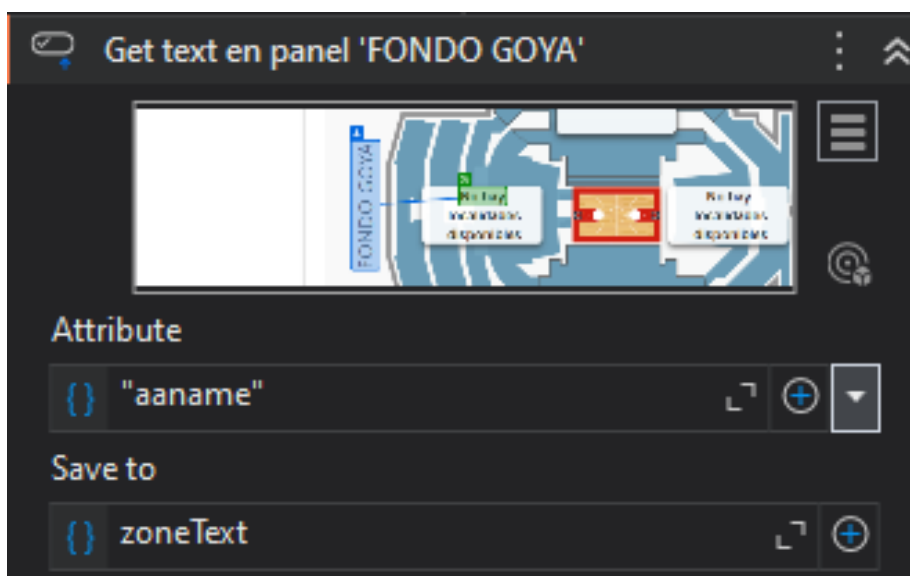 Get text en panel 'FONDO GOYA'
FONDO GOYA
No hay
localidades
disponibles
No hay
localidades
disponibles
Attribute
"aaname"
Save to
zoneText